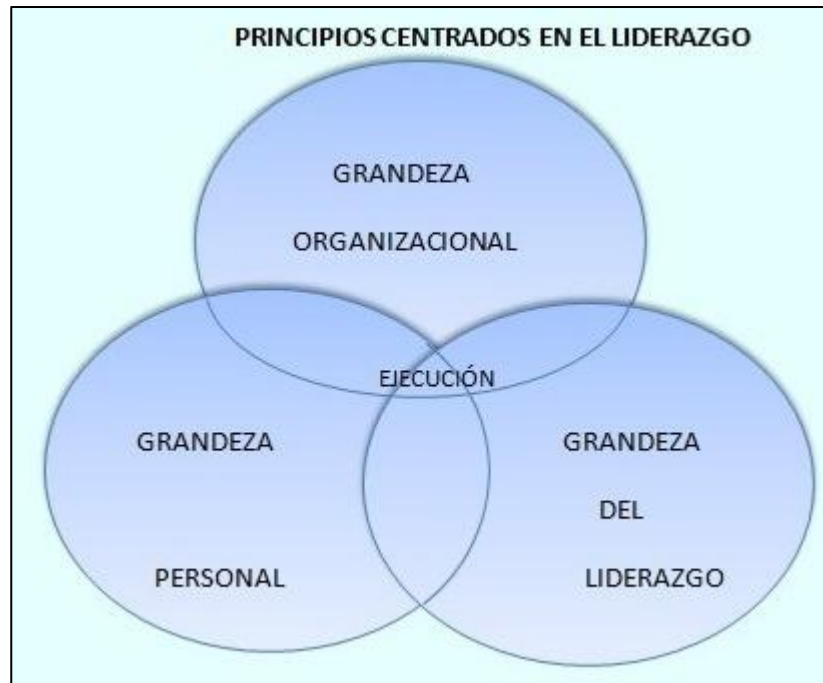 PRINCIPIOS CENTRADOS EN EL LIDERAZGO
GRANDEZA
ORGANIZACIONAL
EJECUCIÓN
GRANDEZA
PERSONAL
GRANDEZA
DEL
LIDERAZGO